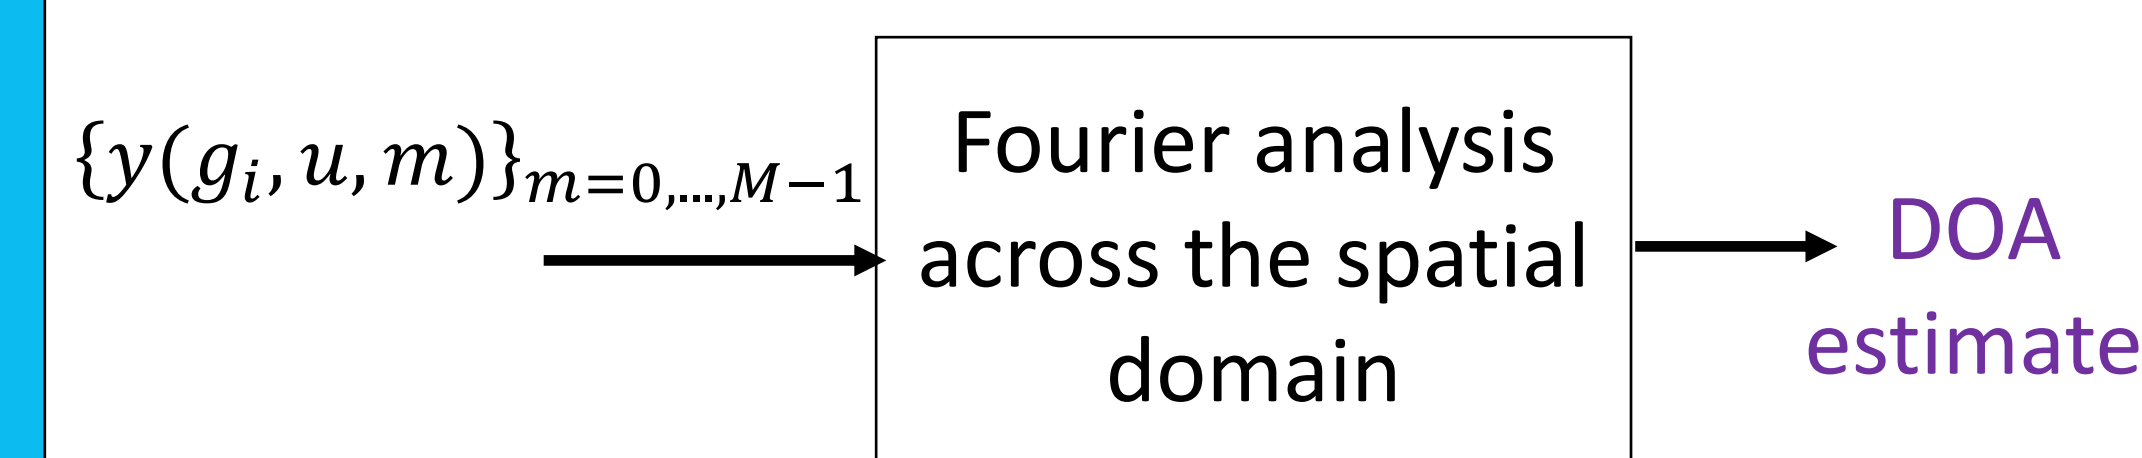 {y(g_i, u, m)}_{m=0,...,M−1}
Fourier analysis
across the spatial
domain
DOA
estimate